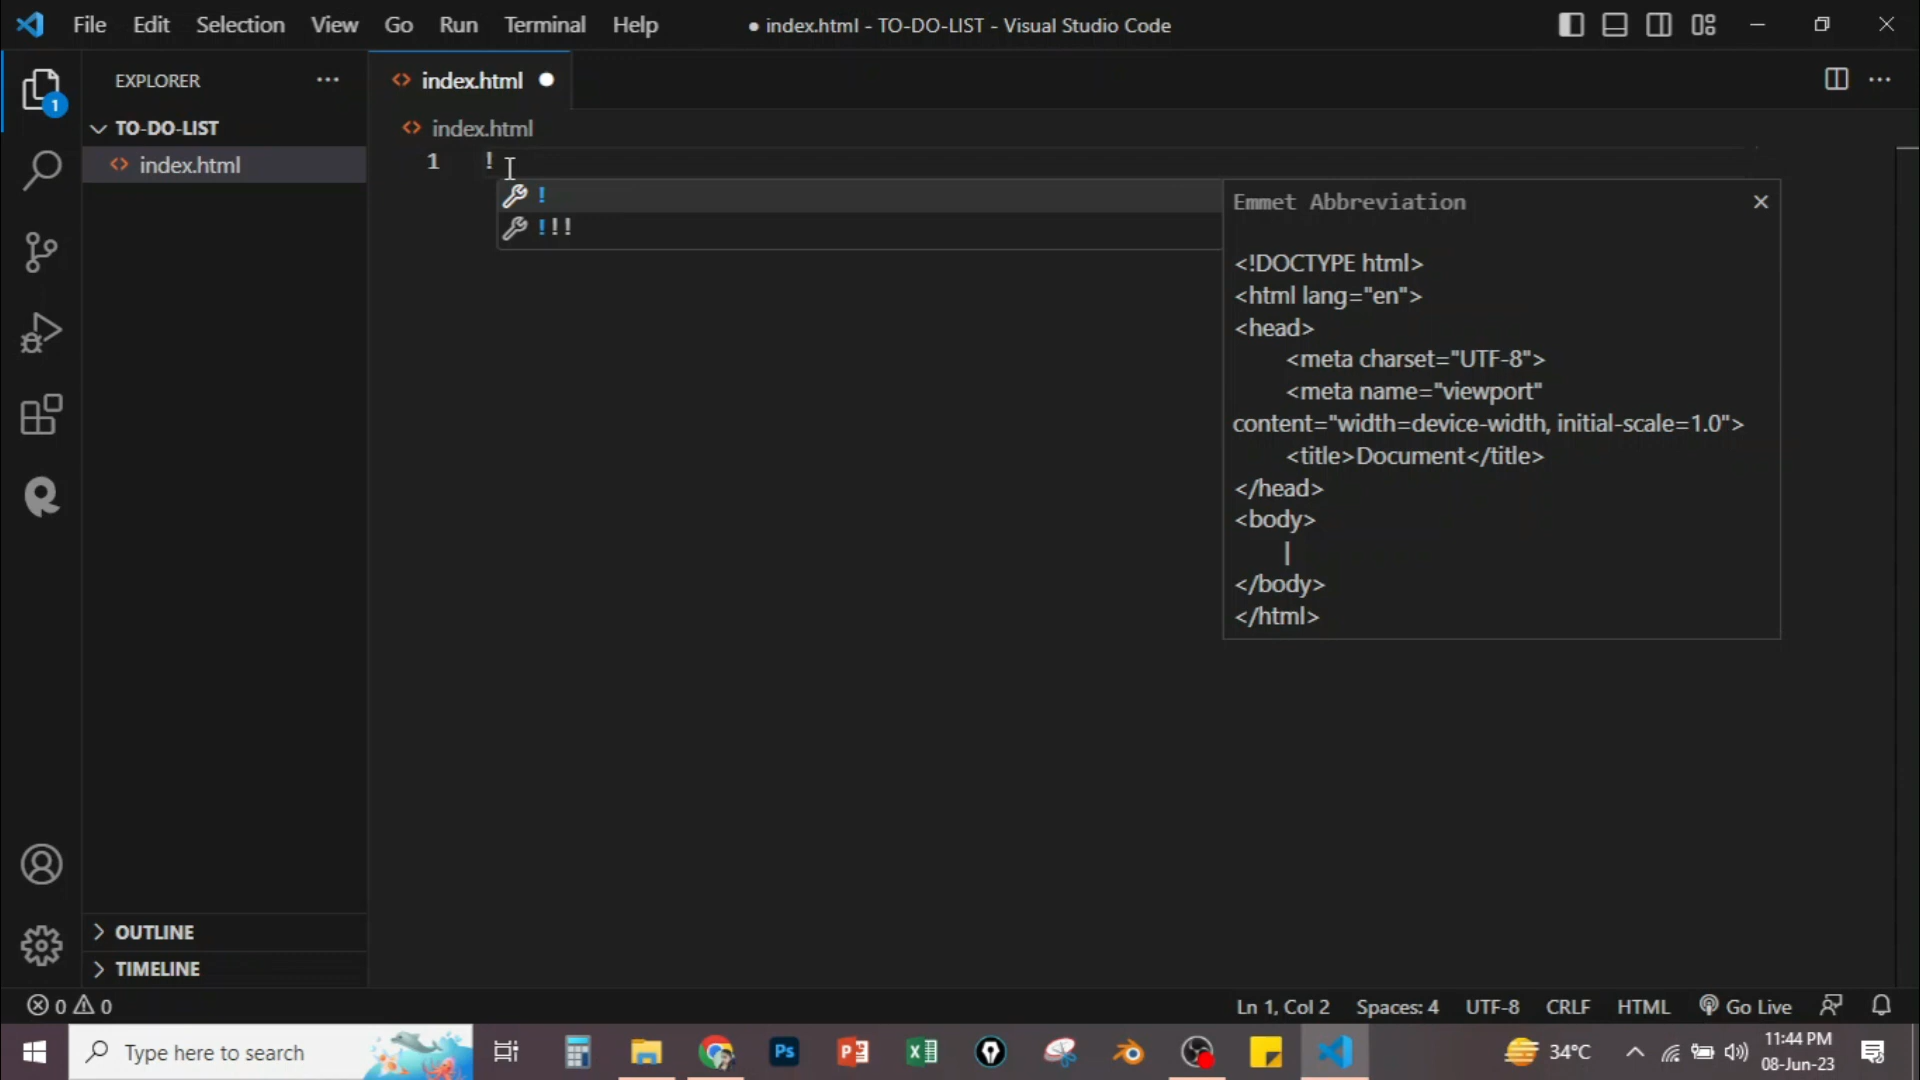 File Edit Selection View Go Run Terminal Help
● index.html - TO-DO-LIST - Visual Studio Code
EXPLORER
index.html
1
TO-DO-LIST
index.html
index.html
1 !
!
!!!
Emmet Abbreviation
<!DOCTYPE html>
<html lang="en">
<head>
<meta charset="UTF-8">
<meta name="viewport"
content="width=device-width, initial-scale=1.0">
<title>Document</title>
</head>
<body>
|
</body>
</html>
OUTLINE
TIMELINE
0 0
Ln 1, Col 2 Spaces: 4 UTF-8 CRLF HTML Go Live
Type here to search
Ps
34°C
11:44 PM
08-Jun-23